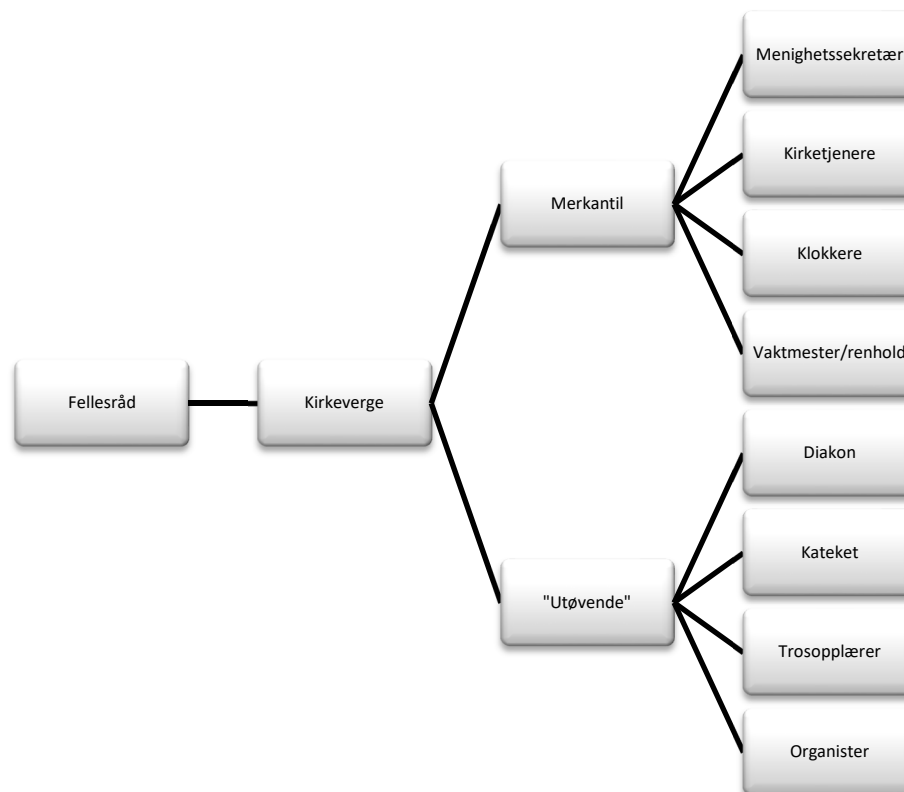 Menighetssekretær
Kirketjenere
Merkantil
Klokkere
Vaktmester/renhold
Fellesråd
Kirkeverge
Diakon
Kateket
"Utøvende"
Trosopplærer
Organister